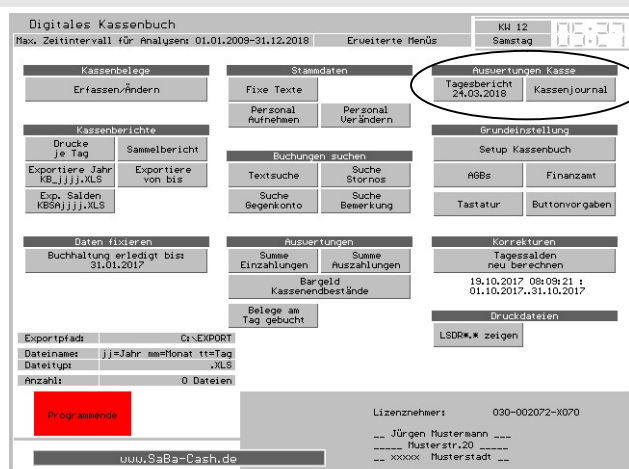 Digitales Kassenbuch
KW 12
05:29
Max. Zeitintervall für Analysen: 01.01.2009-31.12.2018
Erweiterte Menüs
Samstag
Kassenbelege
Stammdaten
Auswertungen Kasse
Erfassen/Ändern
Fixe Texte
Tagesbericht
24.03.2018
Kassenjournal
Personal
Aufnehmen
Personal
Verändern
Kassenberichte
Grundeinstellung
Drucke
je Tag
Sammelbericht
Buchungen suchen
Setup Kassenbuch
Exportiere Jahr
KB_jjjj.XLS
Exportiere
von bis
Textsuche
Suche
Stornos
AGBs
Finanzamt
Exp. Salden
KBSAjjjj.XLS
Suche
Gegenkonto
Suche
Bemerkung
Tastatur
Buttonvorgaben
Daten fixieren
Auswertungen
Korrekturen
Buchhaltung erledigt bis:
31.01.2017
Summe
Einzahlungen
Summe
Auszahlungen
Tagessalden
neu berechnen
Bargeld
Kassenendbestände
19.10.2017 08:09:21 :
01.10.2017..31.10.2017
Belege am
Tag gebucht
Druckdateien
LSDR*.* zeigen
Exportpfad: C:\EXPORT
Dateiname: jj=Jahr mm=Monat tt=Tag
Dateityp: .XLS
Anzahl: 0 Dateien
Programmende
Lizenznehmer: 030-002072-X070
__ Jürgen Mustermann ___
_____ Musterstr.20 _____
__ xxxxx Musterstadt __
www.SaBa-Cash.de